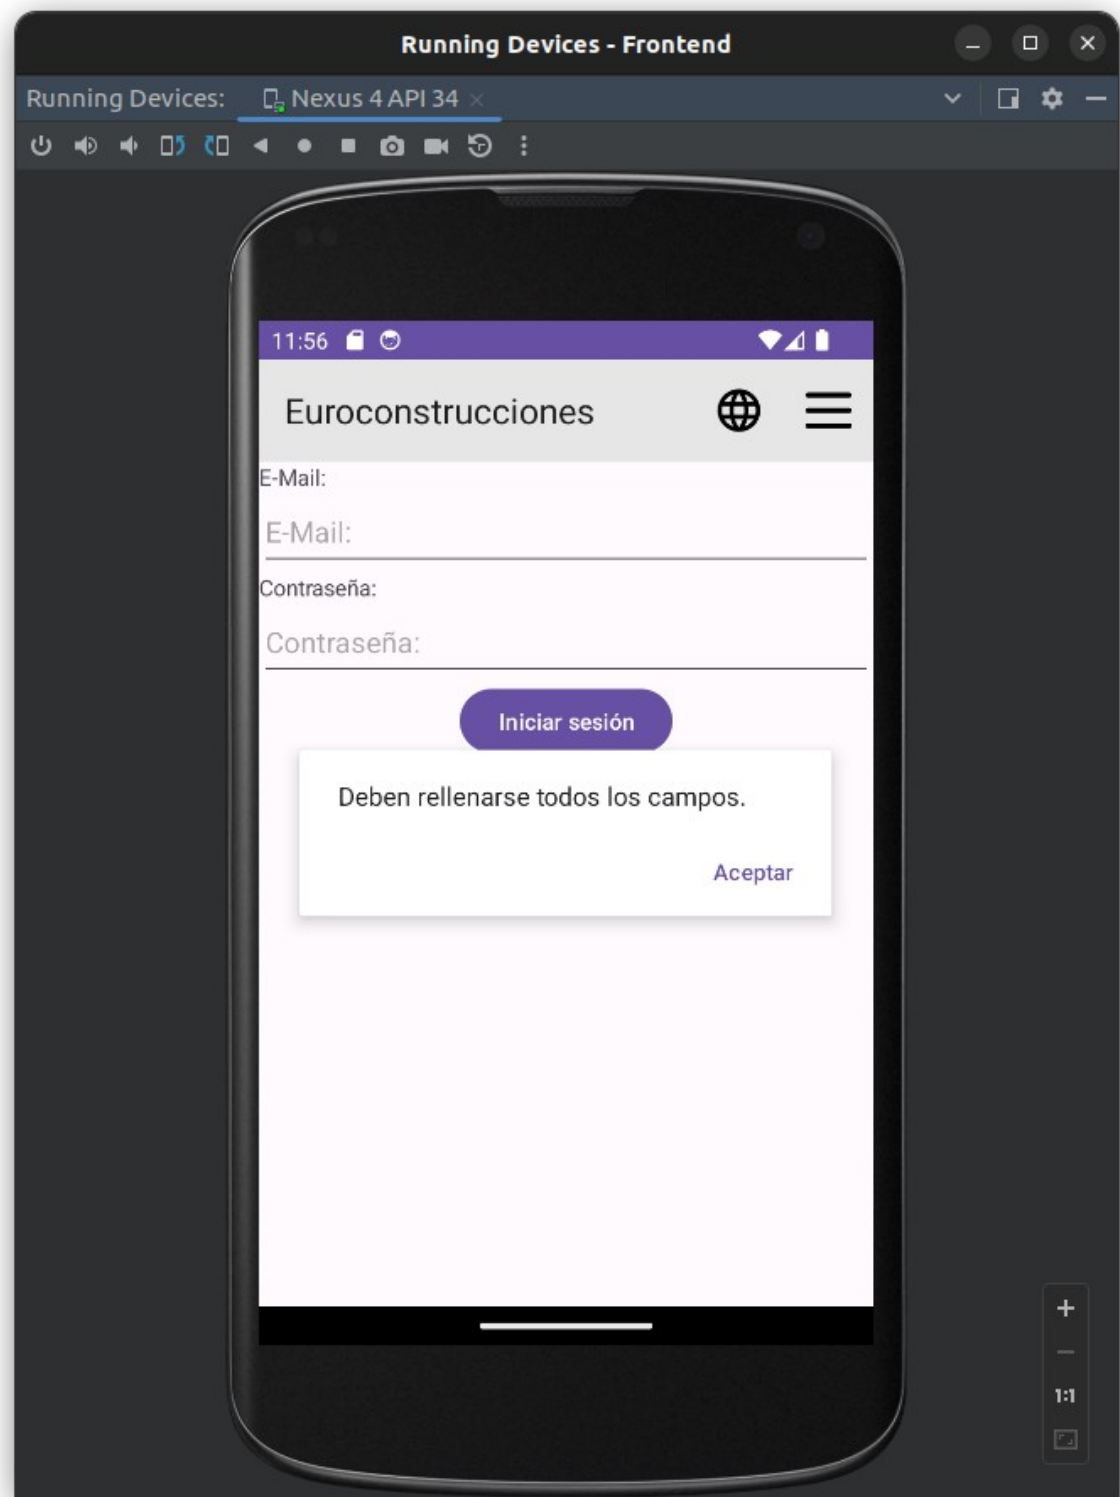 Running Devices - Frontend
Running Devices: Nexus 4 API 34
11:56
Euroconstrucciones
E-Mail:
E-Mail:
Contraseña:
Contraseña:
Iniciar sesión
Deben rellenarse todos los campos.
Aceptar
1:1